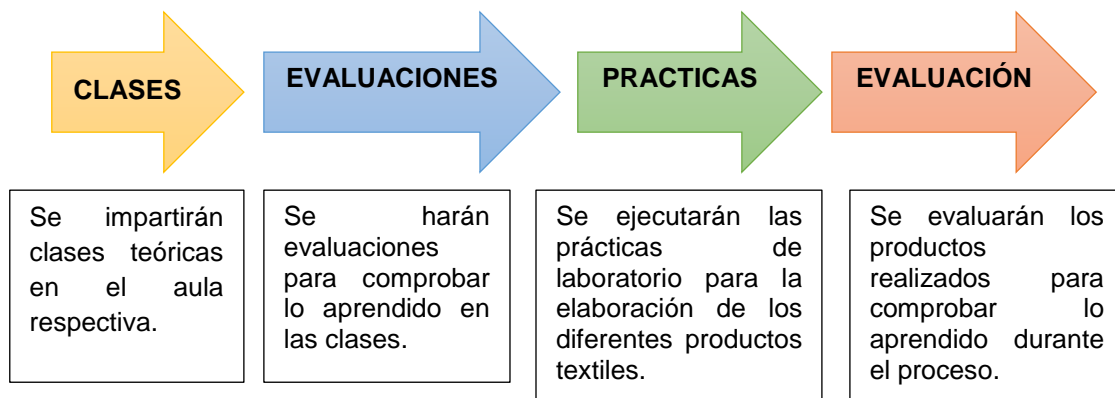 CLASES
EVALUACIONES
PRACTICAS
EVALUACIÓN
Se impartirán
clases teóricas
en el aula
respectiva.
Se harán
evaluaciones
para comprobar
lo aprendido en
las clases.
Se ejecutarán las
prácticas de
laboratorio para la
elaboración de los
diferentes productos
textiles.
Se evaluarán los
productos
realizados para
comprobar lo
aprendido durante
el proceso.